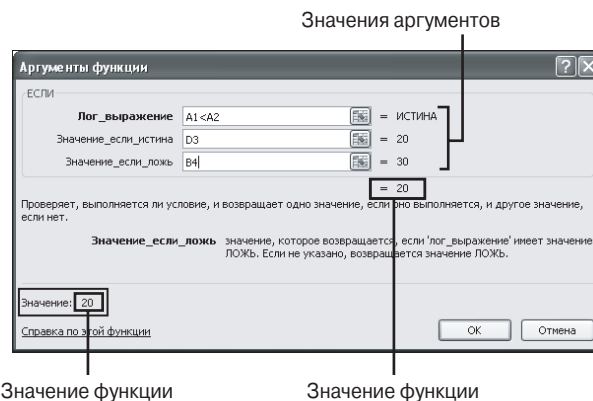 Значения аргументов
Аргументы функции
ЕСЛИ
Лог_выражение A1<A2 = ИСТИНА
Значение_если_истина D3 = 20
Значение_если_ложь B4 = 30
= 20
Проверяет, выполняется ли условие, и возвращает одно значение, если оно выполняется, и другое значение,
если нет.
Значение_если_ложь значение, которое возвращается, если 'лог_выражение' имеет значение
ЛОЖЬ. Если не указано, возвращается значение ЛОЖЬ.
Значение: 20
Справка по этой функции ОК Отмена
Значение функции Значение функции